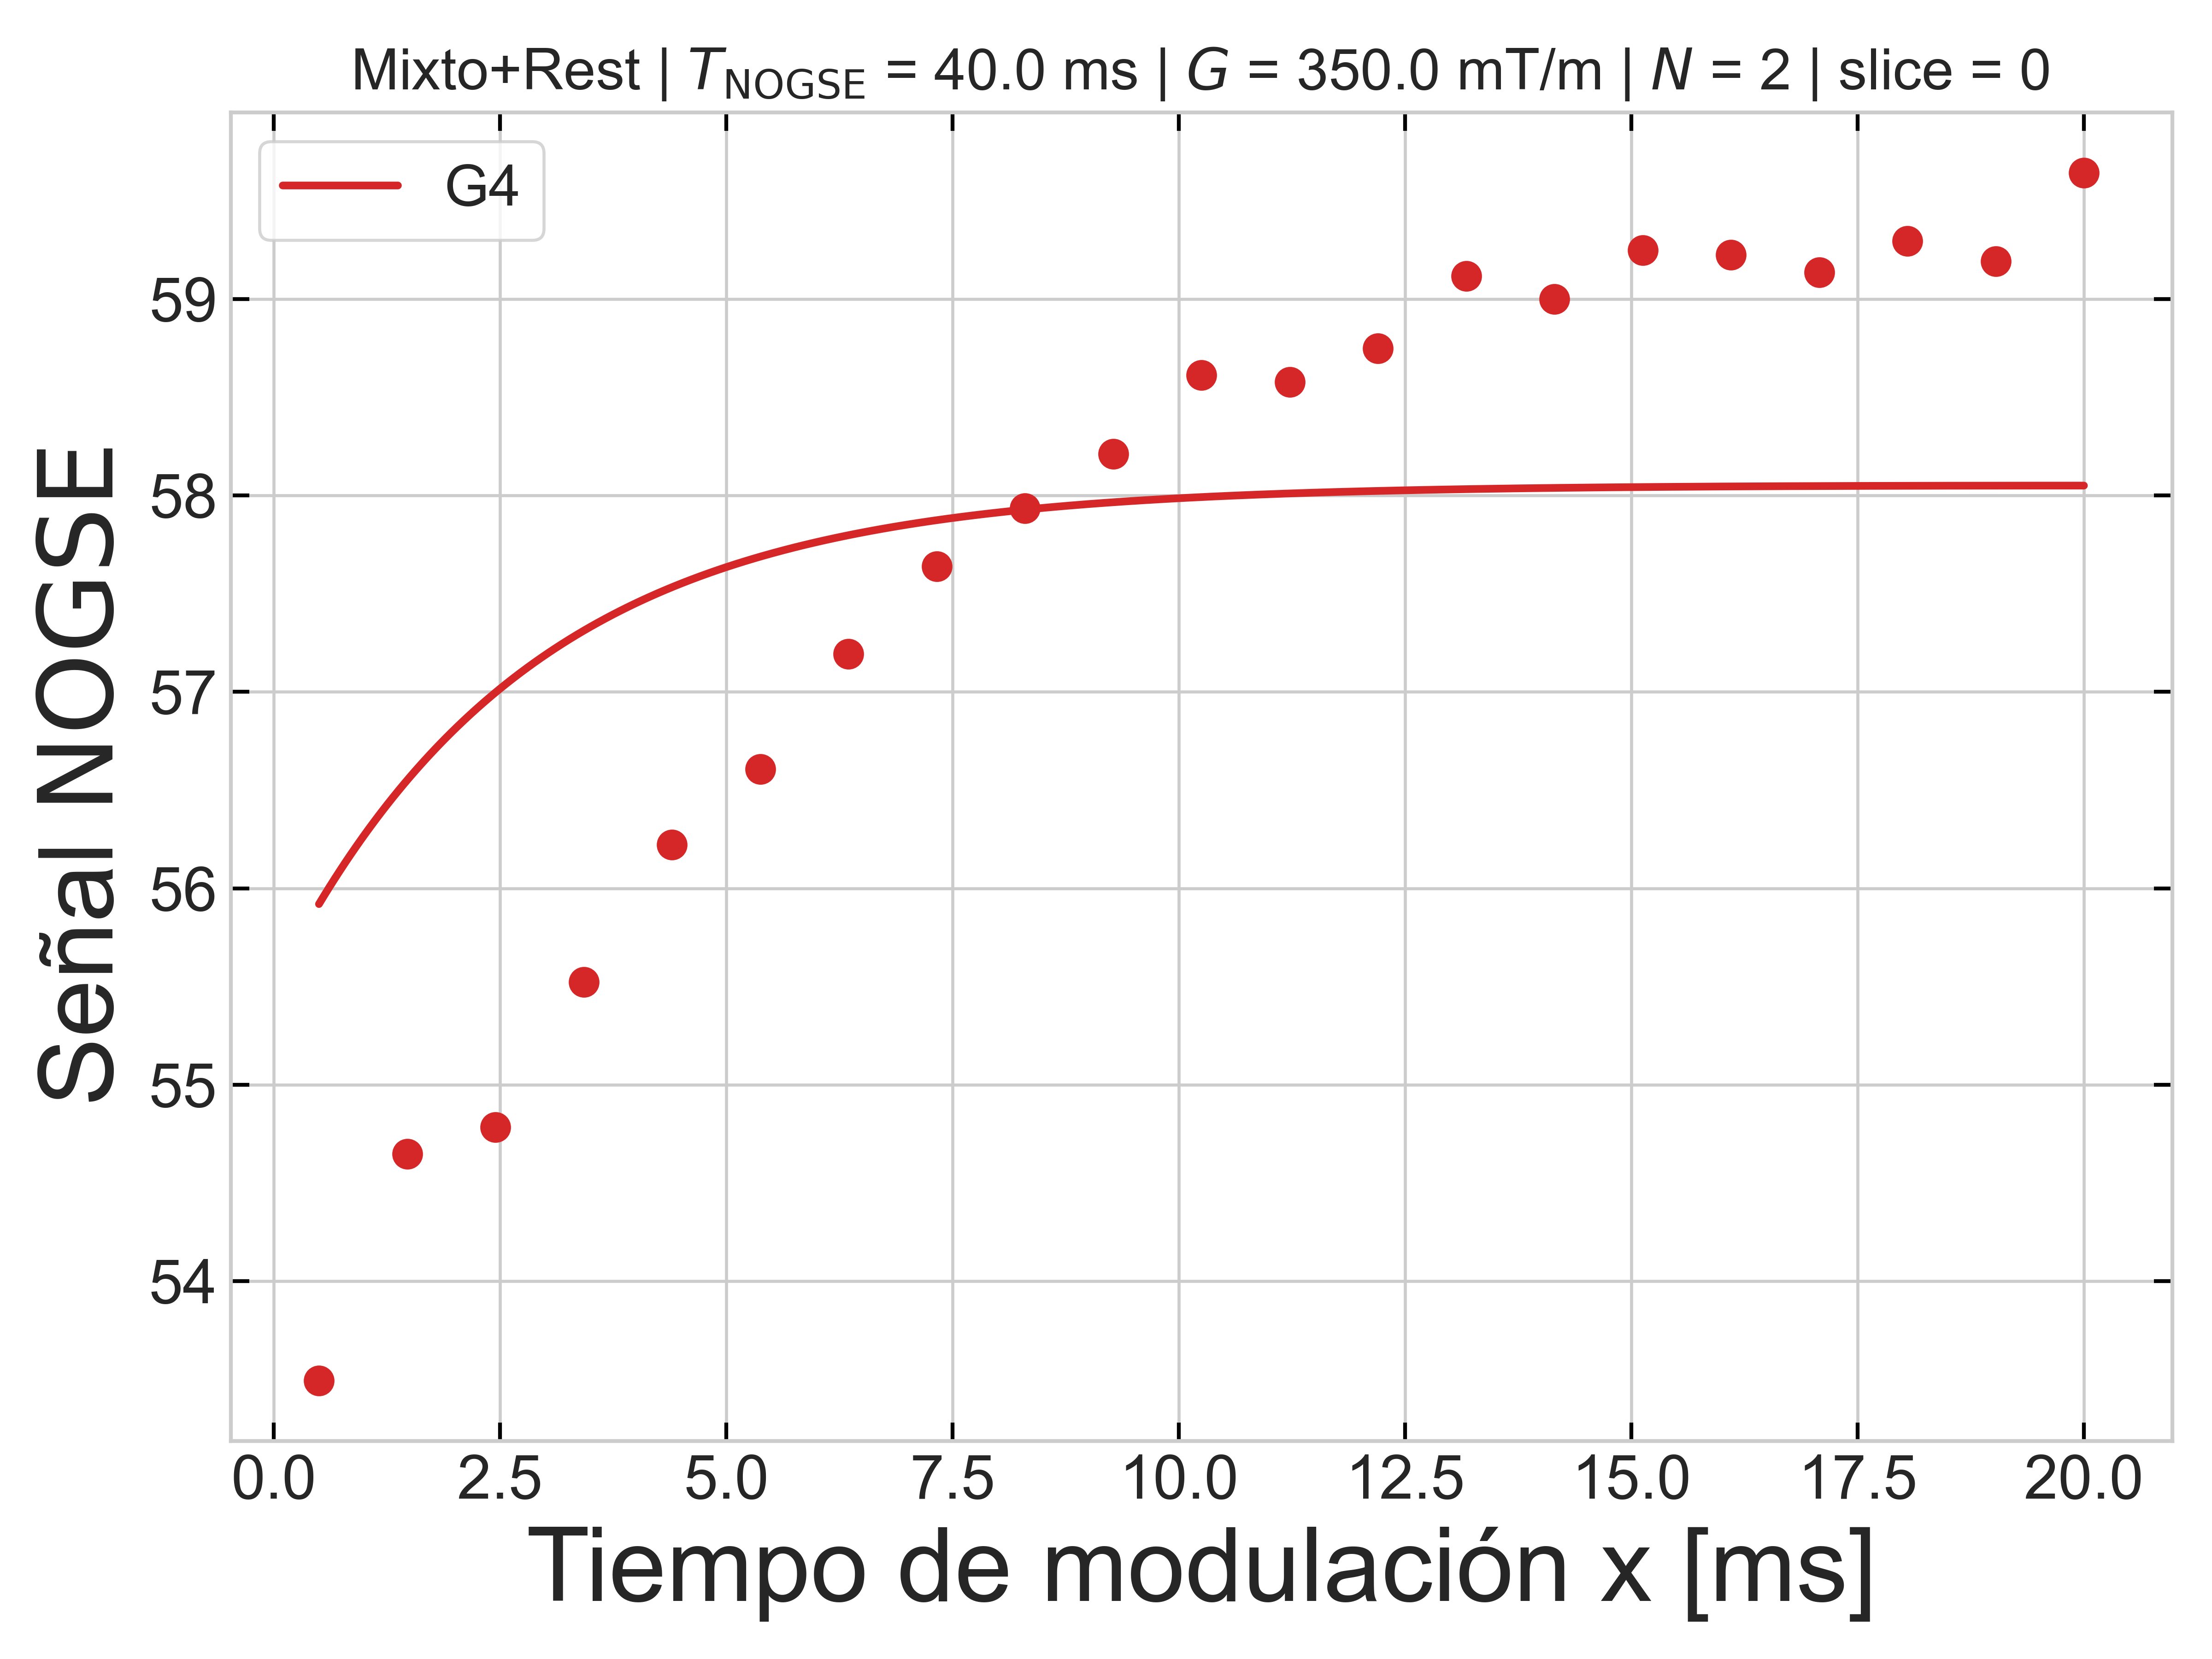 Mixto+Rest | T_NOGSE = 40.0 ms | G = 350.0 mT/m | N = 2 | slice = 0
G4
59
58
57
56
55
54
Señal NOGSE
0.0 2.5 5.0 7.5 10.0 12.5 15.0 17.5 20.0
Tiempo de modulación x [ms]